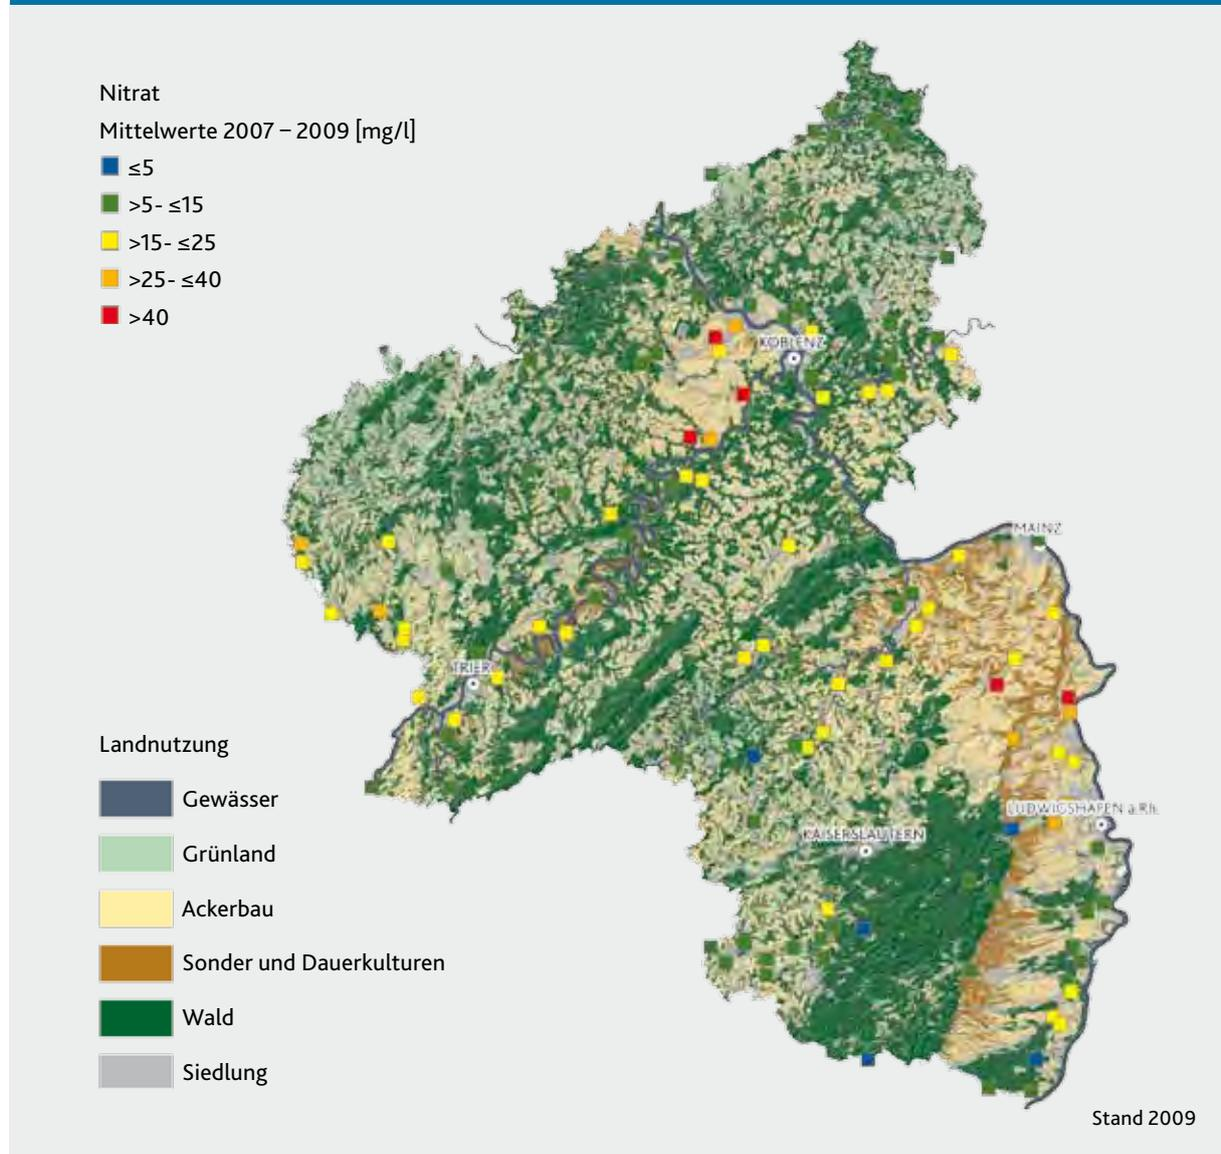 Nitrat
Mittelwerte 2007 – 2009 [mg/l]
≤5
>5- ≤15
>15- ≤25
>25- ≤40
>40
KOBLENZ
MAINZ
TRIER
Landnutzung
Gewässer
Grünland
Ackerbau
Sonder und Dauerkulturen
Wald
Siedlung
LUDWIGSHAFEN a.Rh.
KAISERSLAUTERN
Stand 2009